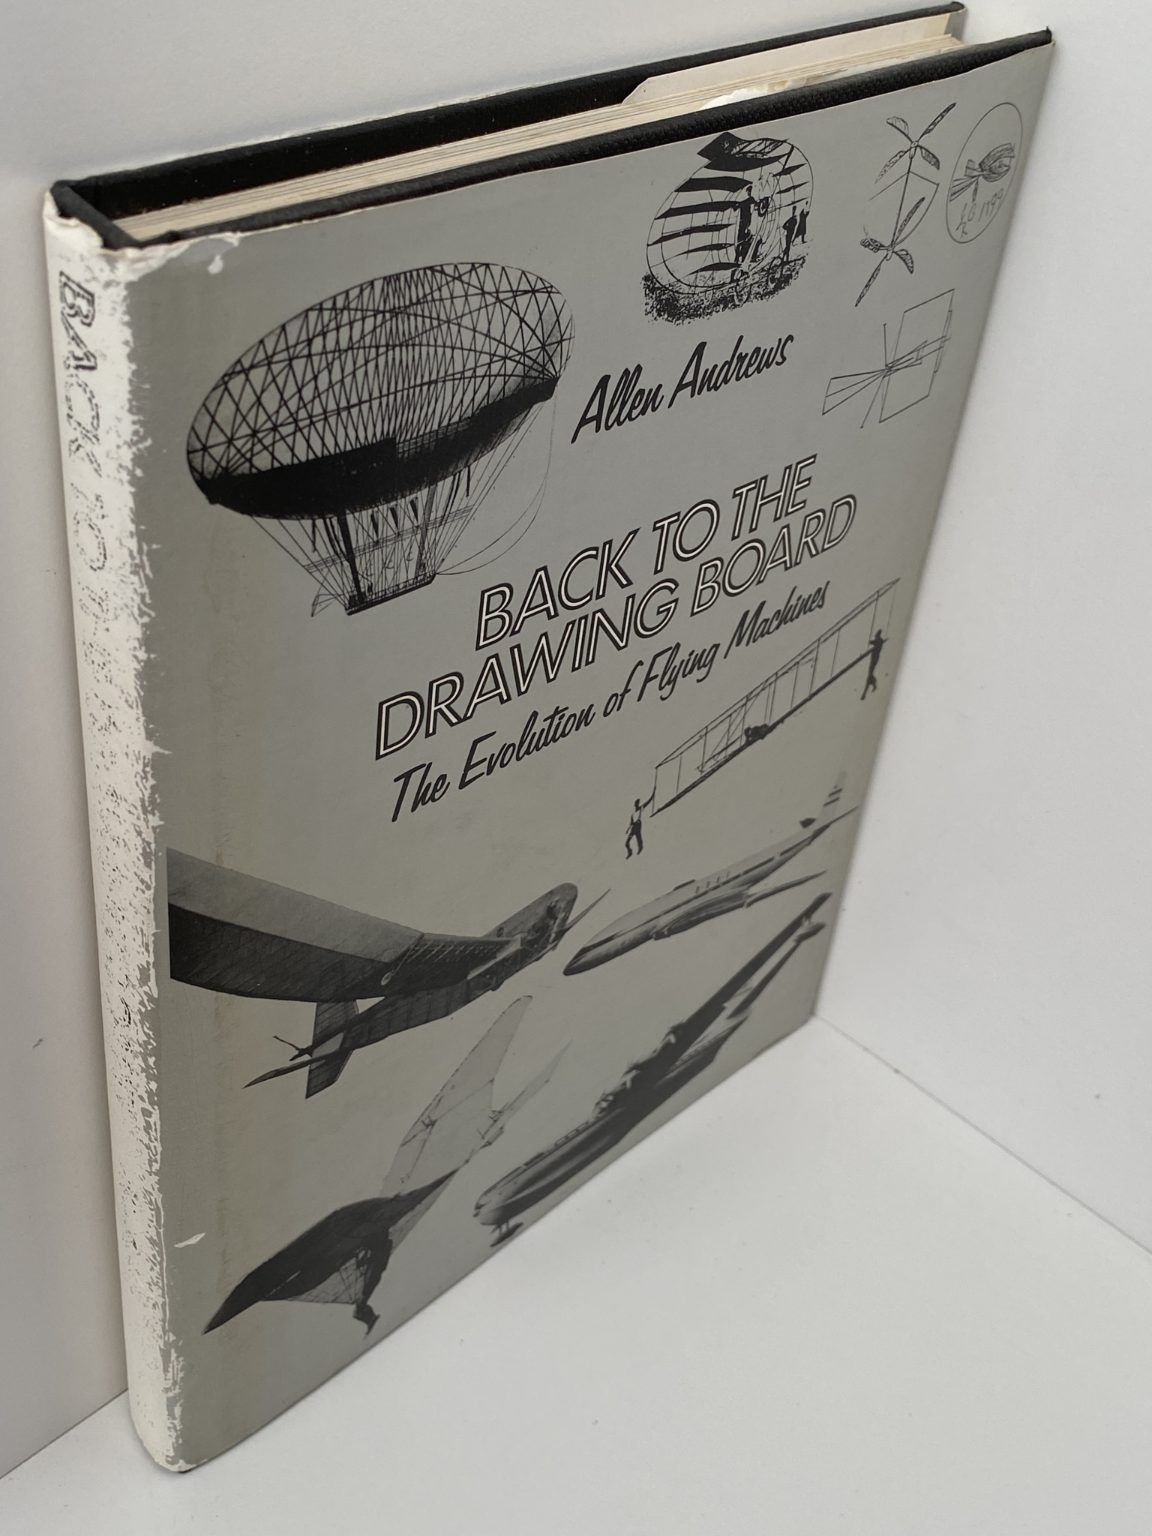 Allen Andrews
BACK TO THE
DRAWING BOARD
The Evolution of Flying Machines
BACK TO THE